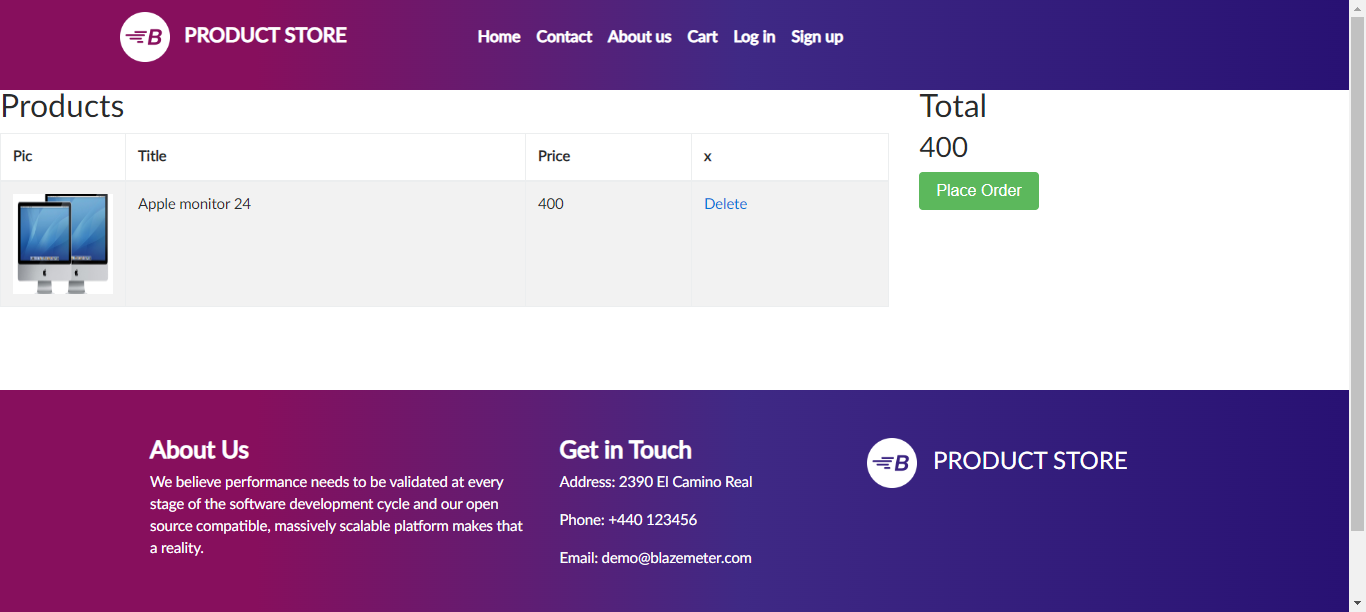 B PRODUCT STORE Home Contact About us Cart Log in Sign up
Products
Pic Title Price x
Apple monitor 24 400 Delete
Total
400
Place Order
About Us
We believe performance needs to be validated at every
stage of the software development cycle and our open
source compatible, massively scalable platform makes that
a reality.
Get in Touch
Address: 2390 El Camino Real
Phone: +440 123456
Email: demo@blazemeter.com
B PRODUCT STORE